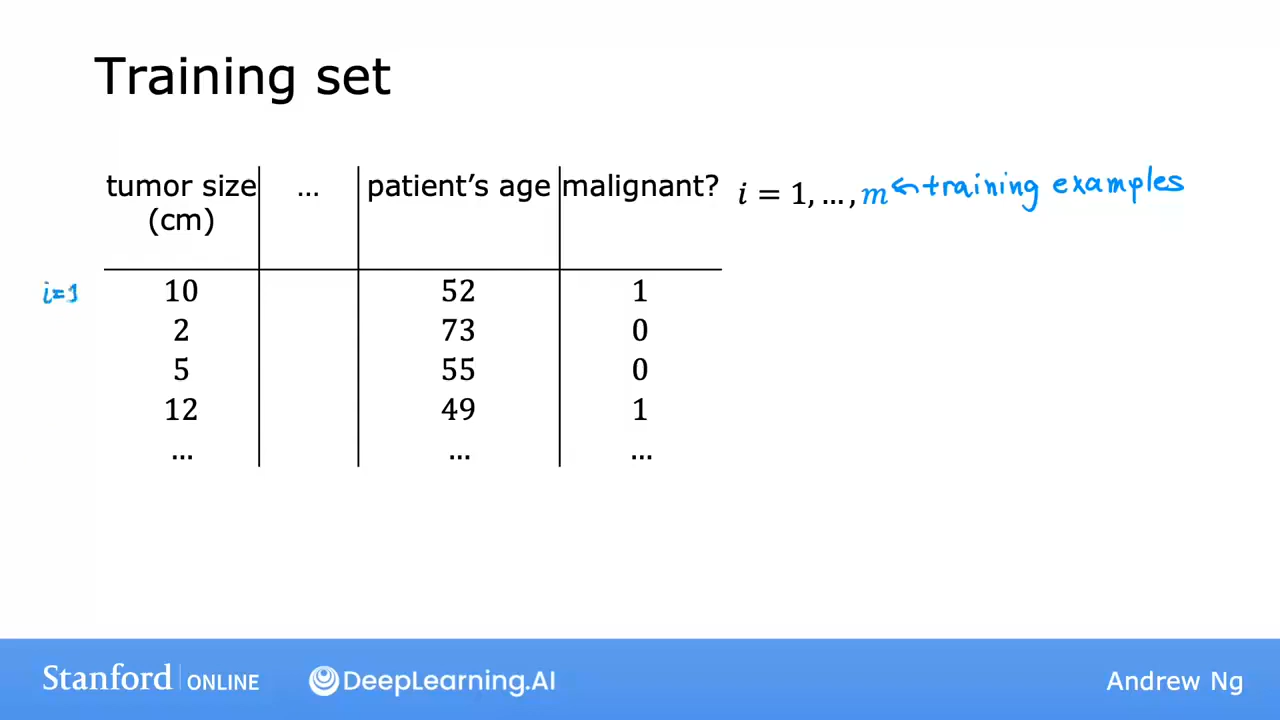 Training set
tumor size (cm) … patient’s age malignant? i = 1, … , m ← training examples
i=1 10 52 1
2 73 0
5 55 0
12 49 1
… … …
Stanford ONLINE DeepLearning.AI Andrew Ng